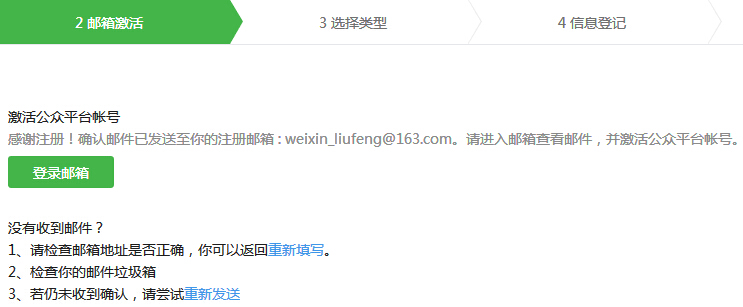 2 邮箱激活
3 选择类型
4 信息登记
激活公众平台帐号
感谢注册！确认邮件已发送至你的注册邮箱 : weixin_liufeng@163.com。请进入邮箱查看邮件，并激活公众平台帐号。
登录邮箱
没有收到邮件？
1、请检查邮箱地址是否正确，你可以返回重新填写。
2、检查你的邮件垃圾箱
3、若仍未收到确认，请尝试重新发送